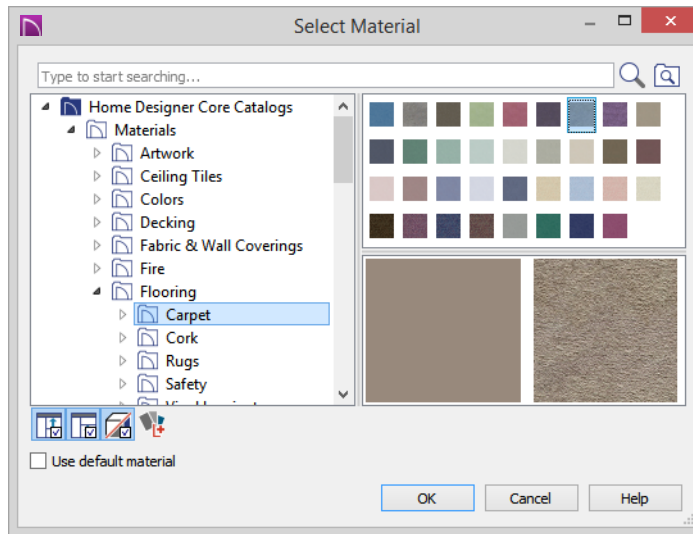 Select Material
Type to start searching...
Home Designer Core Catalogs
Materials
Artwork
Ceiling Tiles
Colors
Decking
Fabric & Wall Coverings
Fire
Flooring
Carpet
Cork
Rugs
Safety
Use default material
OK Cancel Help